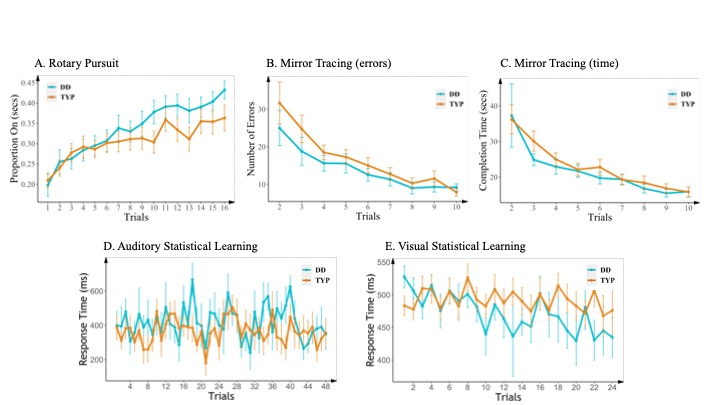 A. Rotary Pursuit
B. Mirror Tracing (errors)
C. Mirror Tracing (time)
Proportion On (secs)
0.45
0.40
0.35
0.30
0.25
0.20
DD
TYP
2 3 4 5 6 7 8 9 10 11 12 13 14 15 16
Trials
Number of Errors
30
20
10
DD
TYP
2 3 4 5 6 7 8 9 10
Trials
Completion Time (secs)
40
30
20
DD
TYP
2 3 4 5 6 7 8 9 10
Trials
D. Auditory Statistical Learning
E. Visual Statistical Learning
Response Time (ms)
600
400
200
DD
TYP
4 8 12 16 20 24 28 32 36 40 44 48
Trials
Response Time (ms)
550
500
450
400
DD
TYP
2 4 6 8 10 12 14 16 18 20 22 24
Trials